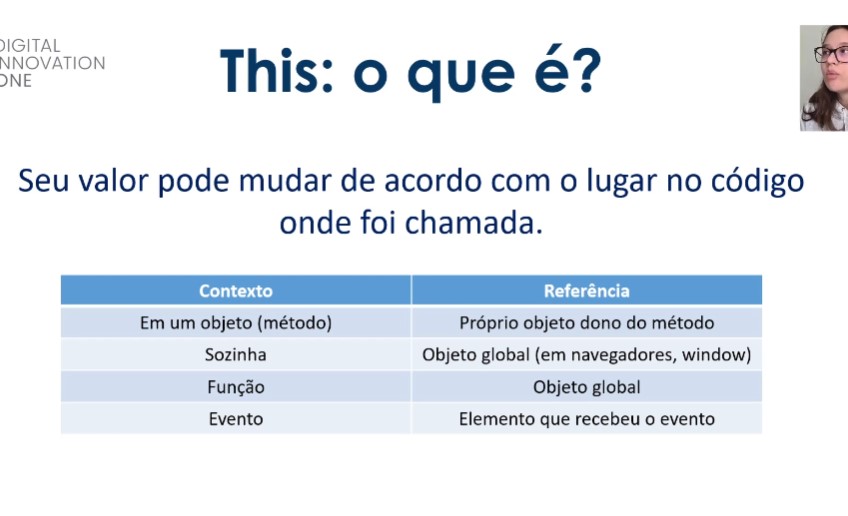 DIGITAL
INNOVATION
ONE
This: o que é?
Seu valor pode mudar de acordo com o lugar no código
onde foi chamada.
Contexto Referência
Em um objeto (método) Próprio objeto dono do método
Sozinha Objeto global (em navegadores, window)
Função Objeto global
Evento Elemento que recebeu o evento